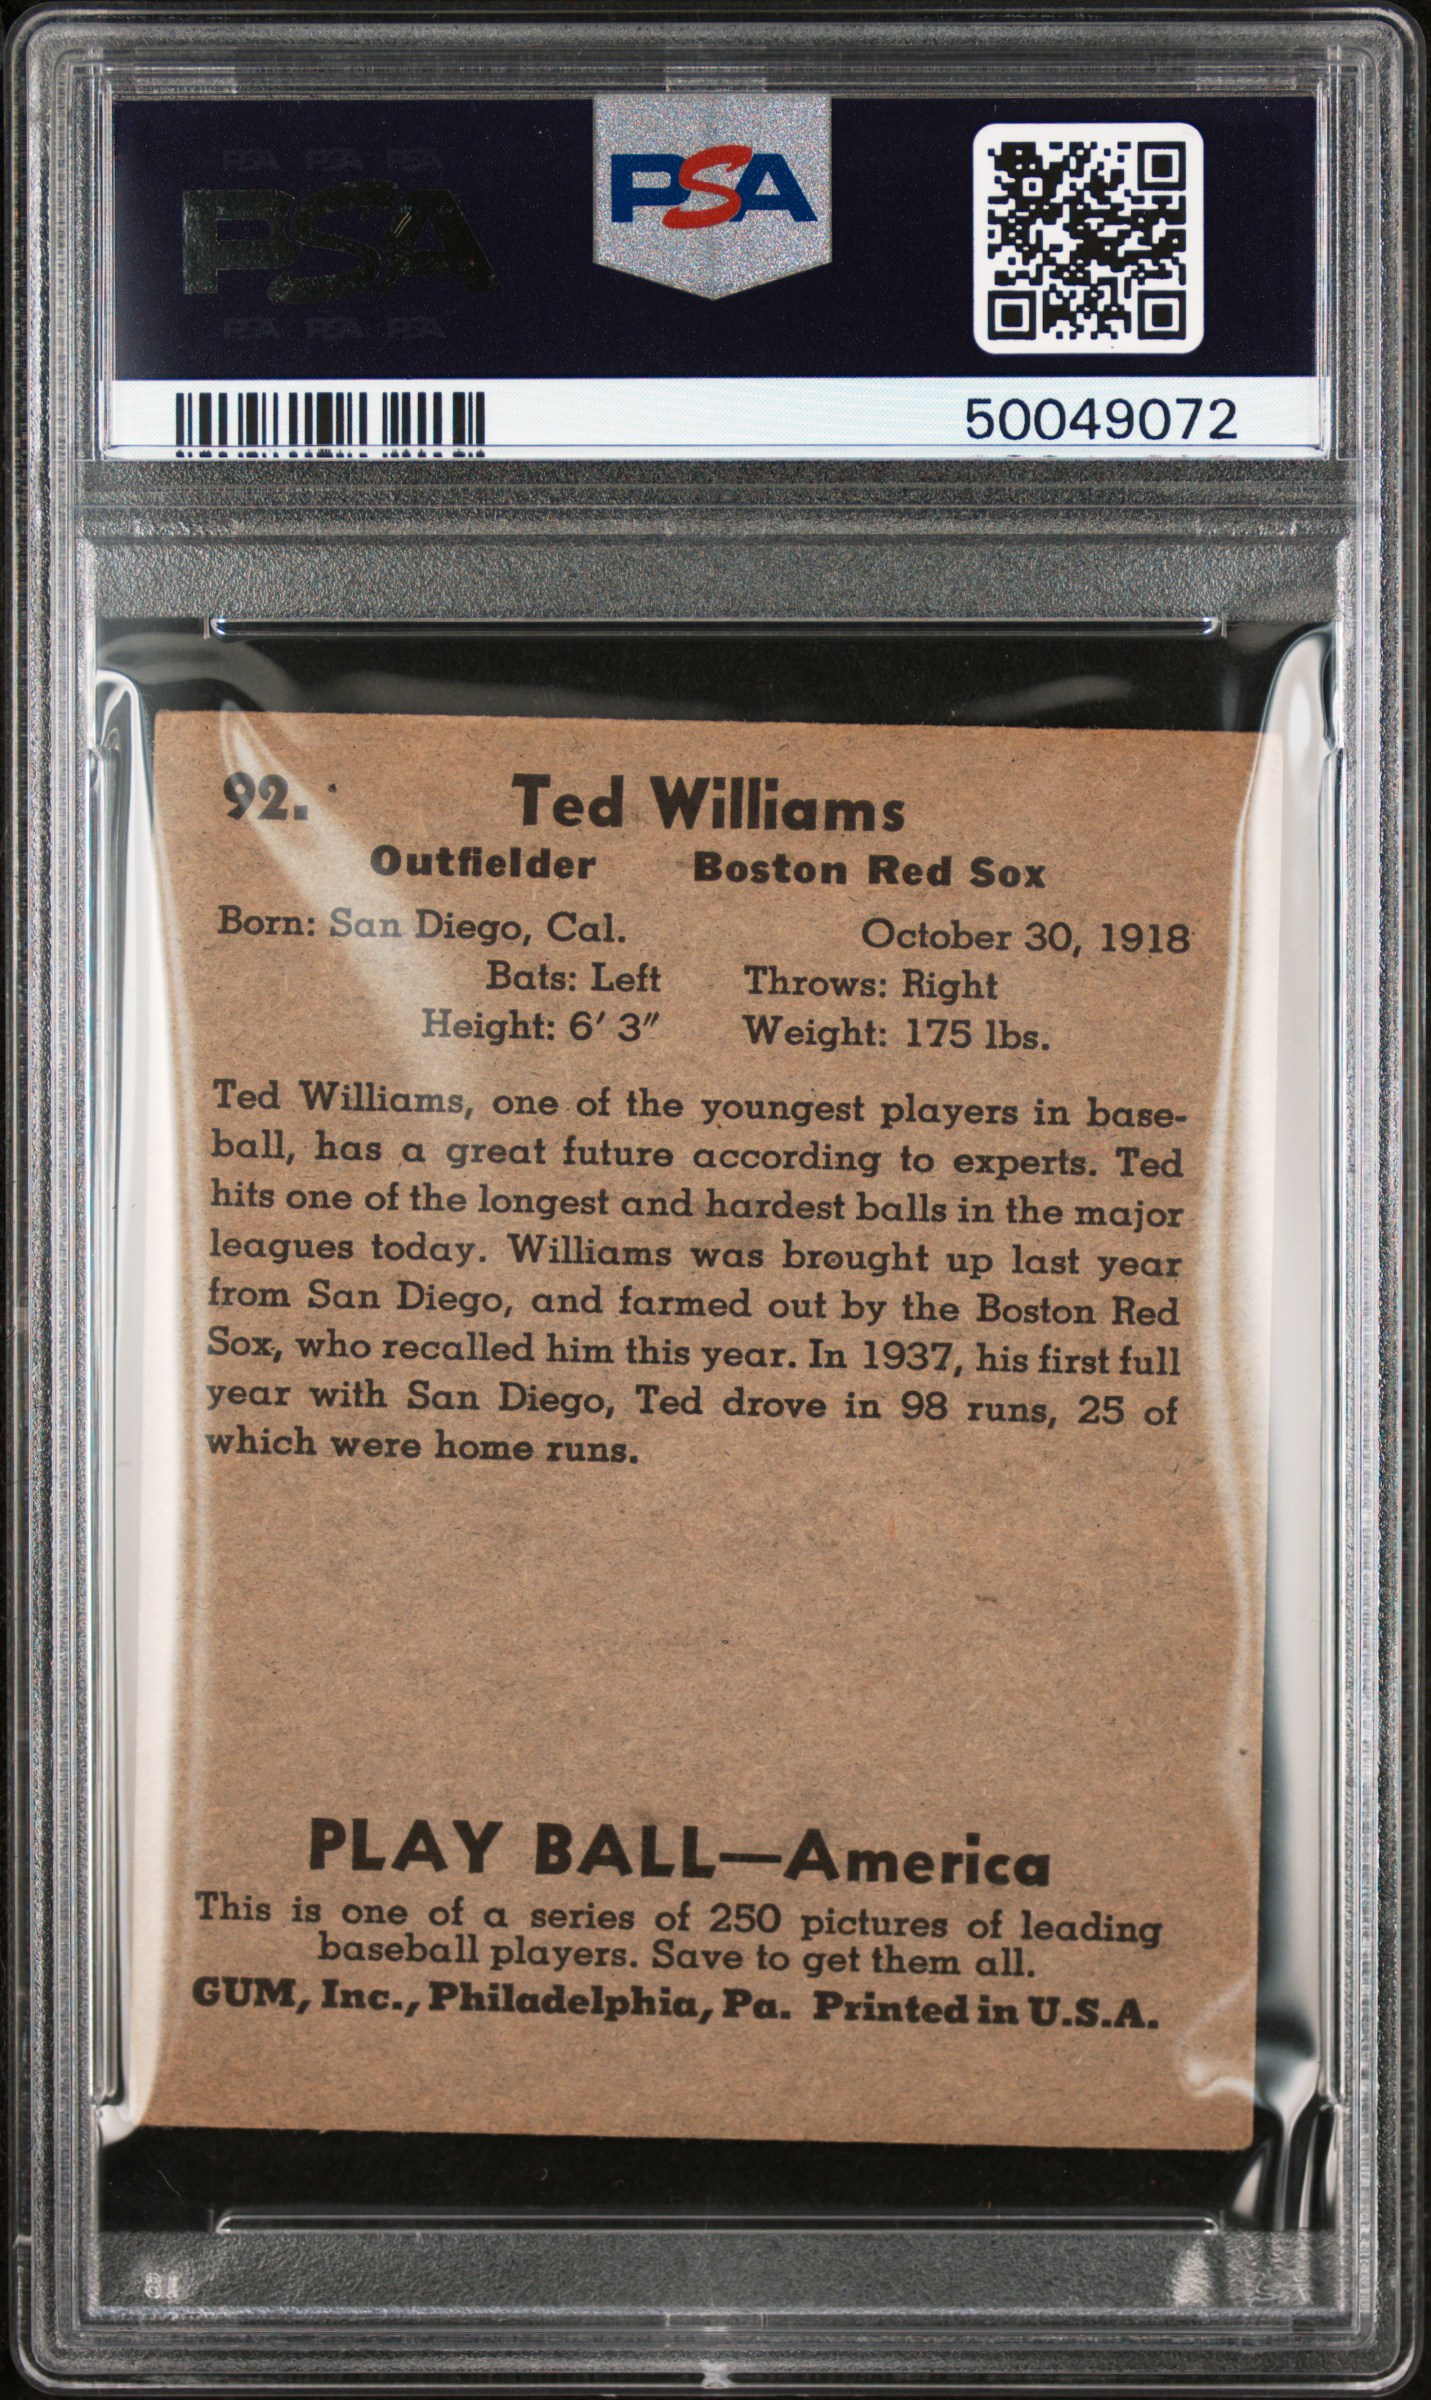 PSA PSA PSA
PSA
PSA
PSA PSA PSA
50049072
92.
Ted Williams
Outfielder Boston Red Sox
Born: San Diego, Cal. October 30, 1918
Bats: Left Throws: Right
Height: 6' 3" Weight: 175 lbs.
Ted Williams, one of the youngest players in base-
ball, has a great future according to experts. Ted
hits one of the longest and hardest balls in the major
leagues today. Williams was brought up last year
from San Diego, and farmed out by the Boston Red
Sox, who recalled him this year. In 1937, his first full
year with San Diego, Ted drove in 98 runs, 25 of
which were home runs.
PLAY BALL—America
This is one of a series of 250 pictures of leading
baseball players. Save to get them all.
GUM, Inc., Philadelphia, Pa. Printed in U.S.A.